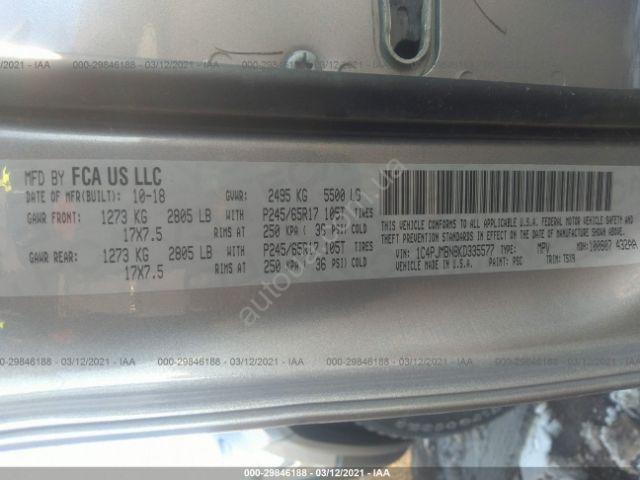 000-29846188 - 03/12/2021 - IAA
MFD BY FCA US LLC
DATE OF MFR(BUILT): 10-18 GVWR: 2495 KG 5500 LB
GAWR FRONT: 1273 KG 2805 LB WITH P245/65R17 105T TIRES
17X7.5 RIMS AT 250 KPA ( 36 PSI) COLD
GAWR REAR: 1273 KG 2805 LB WITH P245/65R17 105T TIRES
17X7.5 RIMS AT 250 KPA ( 36 PSI) COLD
THIS VEHICLE CONFORMS TO ALL U.S.A. FEDERAL MOTOR VEHICLE SAFETY AND
THEFT PREVENTION STANDARDS IN EFFECT ON THE DATE OF MANUFACTURE SHOWN ABOVE
VIN: 1C4PJMBN8KD335577 TYPE: MPV MDH:
PAINT: PSC TRIM:
autoauctions.io
000-29846188 - 03/12/2021 - IAA
000-29846188 - 03/12/2021 - IAA